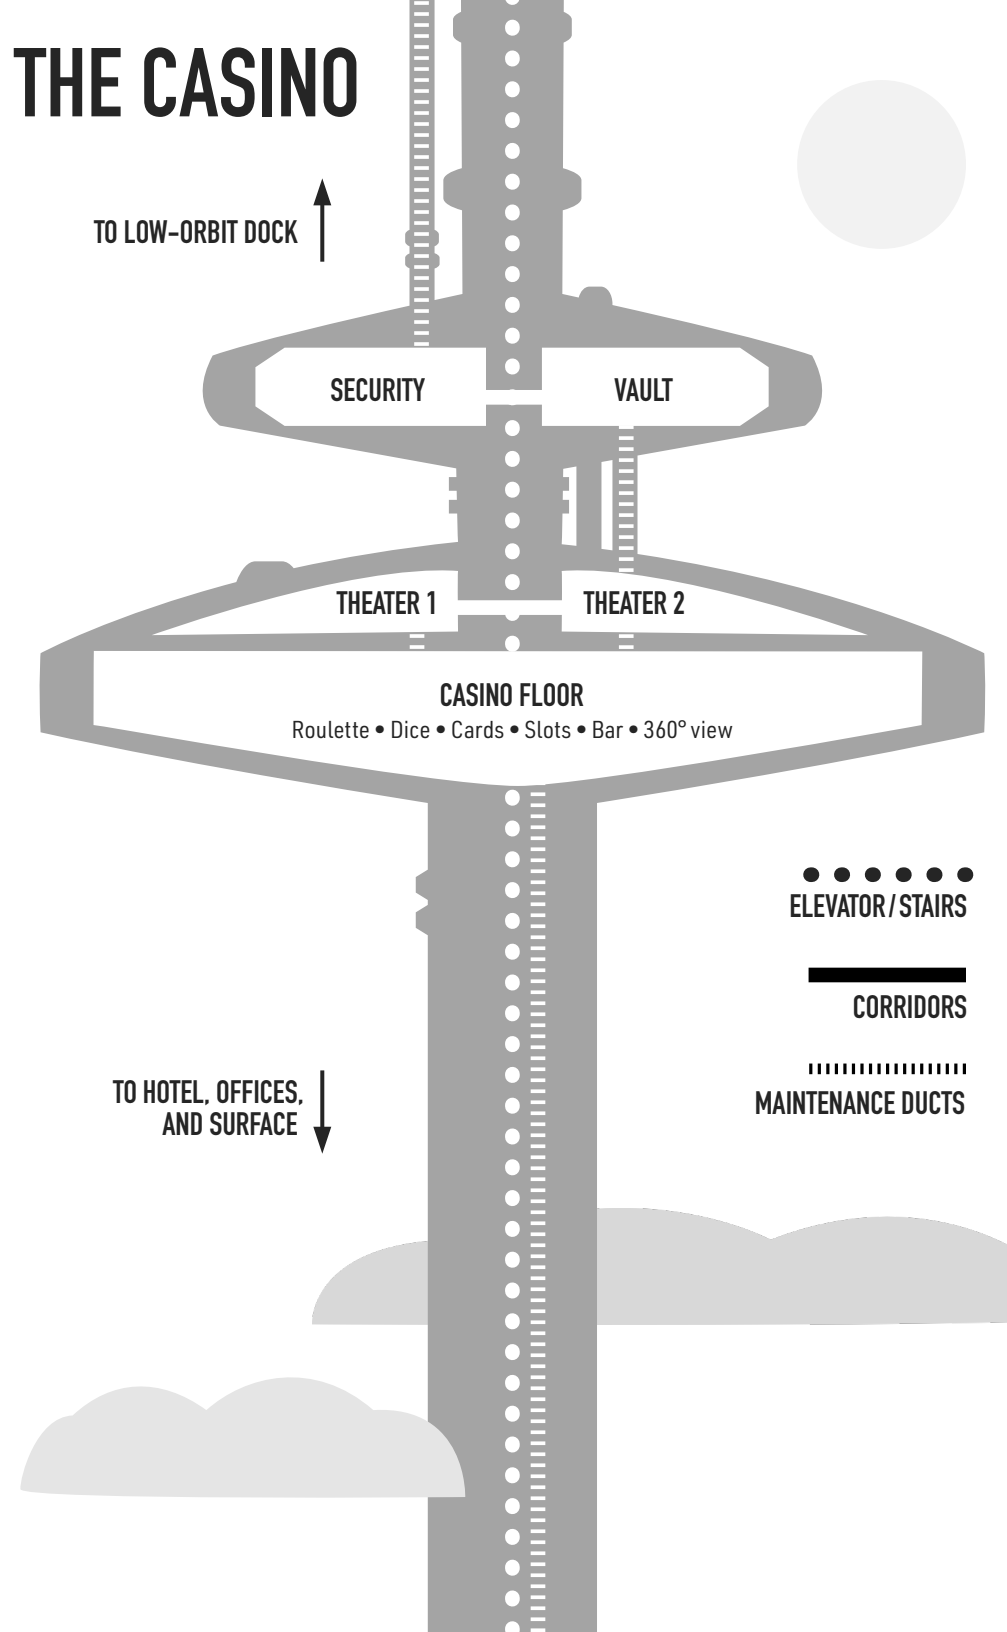 THE CASINO
TO LOW-ORBIT DOCK
SECURITY
VAULT
THEATER 1
THEATER 2
CASINO FLOOR
Roulette • Dice • Cards • Slots • Bar • 360° view
ELEVATOR/STAIRS
CORRIDORS
MAINTENANCE DUCTS
TO HOTEL, OFFICES,
AND SURFACE